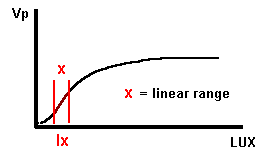 Vp
x
x = linear range
lx
LUX